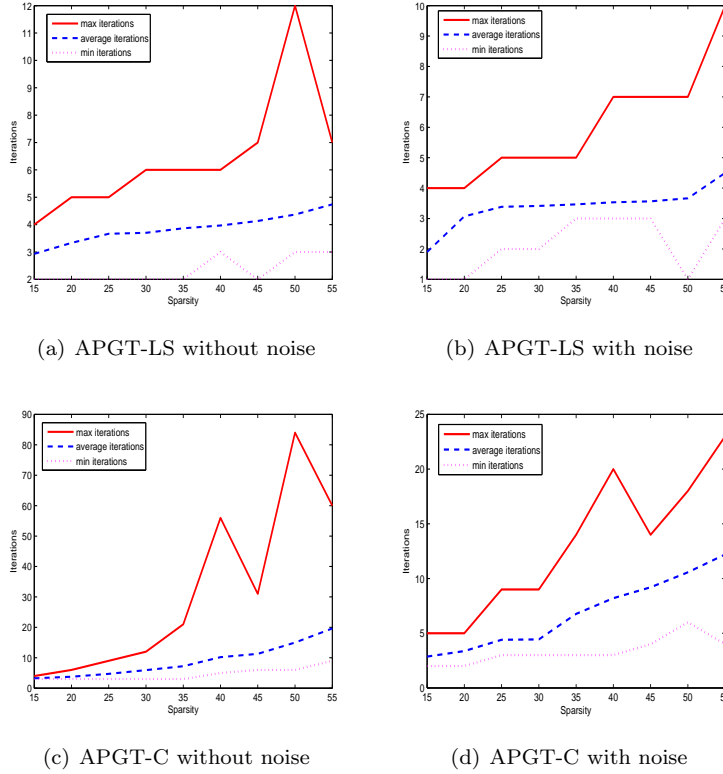 12
11
10
9
8
7
6
5
4
3
2
Iterations
max iterations
average iterations
min iterations
15 20 25 30 35 40 45 50 55
Sparsity
(a) APGT-LS without noise
10
9
8
7
6
5
4
3
2
1
Iterations
max iterations
average iterations
min iterations
15 20 25 30 35 40 45 50 55
Sparsity
(b) APGT-LS with noise
90
80
70
60
50
40
30
20
10
0
Iterations
max iterations
average iterations
min iterations
15 20 25 30 35 40 45 50 55
Sparsity
(c) APGT-C without noise
25
20
15
10
5
0
Iterations
max iterations
average iterations
min iterations
15 20 25 30 35 40 45 50 55
Sparsity
(d) APGT-C with noise